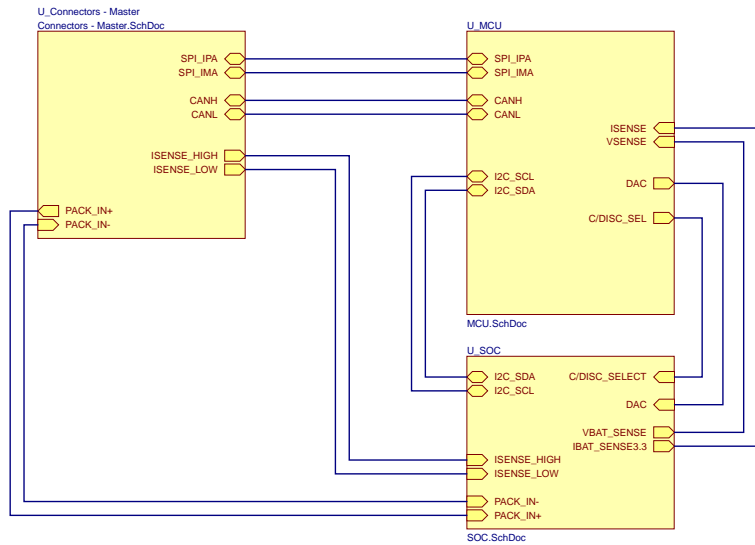 U_Connectors - Master
Connectors - Master.SchDoc
SPI_IPA
SPI_IMA
CANH
CANL
ISENSE_HIGH
ISENSE_LOW
PACK_IN+
PACK_IN-
U_MCU
SPI_IPA
SPI_IMA
CANH
CANL
ISENSE
VSENSE
I2C_SCL
I2C_SDA
DAC
C/DISC_SEL
MCU.SchDoc
U_SOC
I2C_SDA
I2C_SCL
C/DISC_SELECT
DAC
VBAT_SENSE
IBAT_SENSE3.3
ISENSE_HIGH
ISENSE_LOW
PACK_IN-
PACK_IN+
SOC.SchDoc